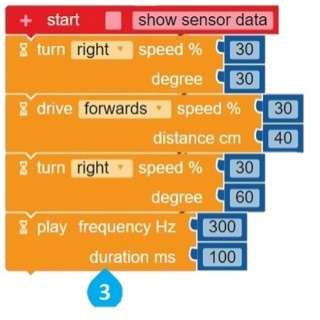 + start show sensor data
turn right speed % 30
degree 30
drive forwards speed % 30
distance cm 40
turn right speed % 30
degree 60
play frequency Hz 300
duration ms 100
3